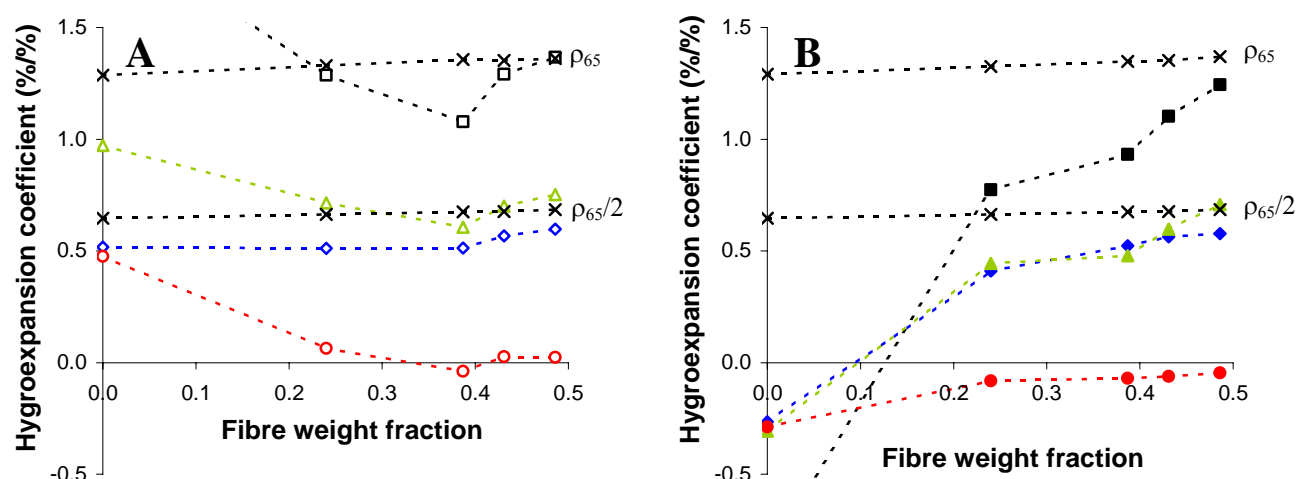 A
Hygroexpansion coefficient (%/%)
1.5
1.0
0.5
0.0
-0.5
0.0 0.1 0.2 0.3 0.4 0.5
Fibre weight fraction
ρ65
ρ65/2
B
Hygroexpansion coefficient (%/%)
1.5
1.0
0.5
0.0
-0.5
0.0 0.1 0.2 0.3 0.4 0.5
Fibre weight fraction
ρ65
ρ65/2